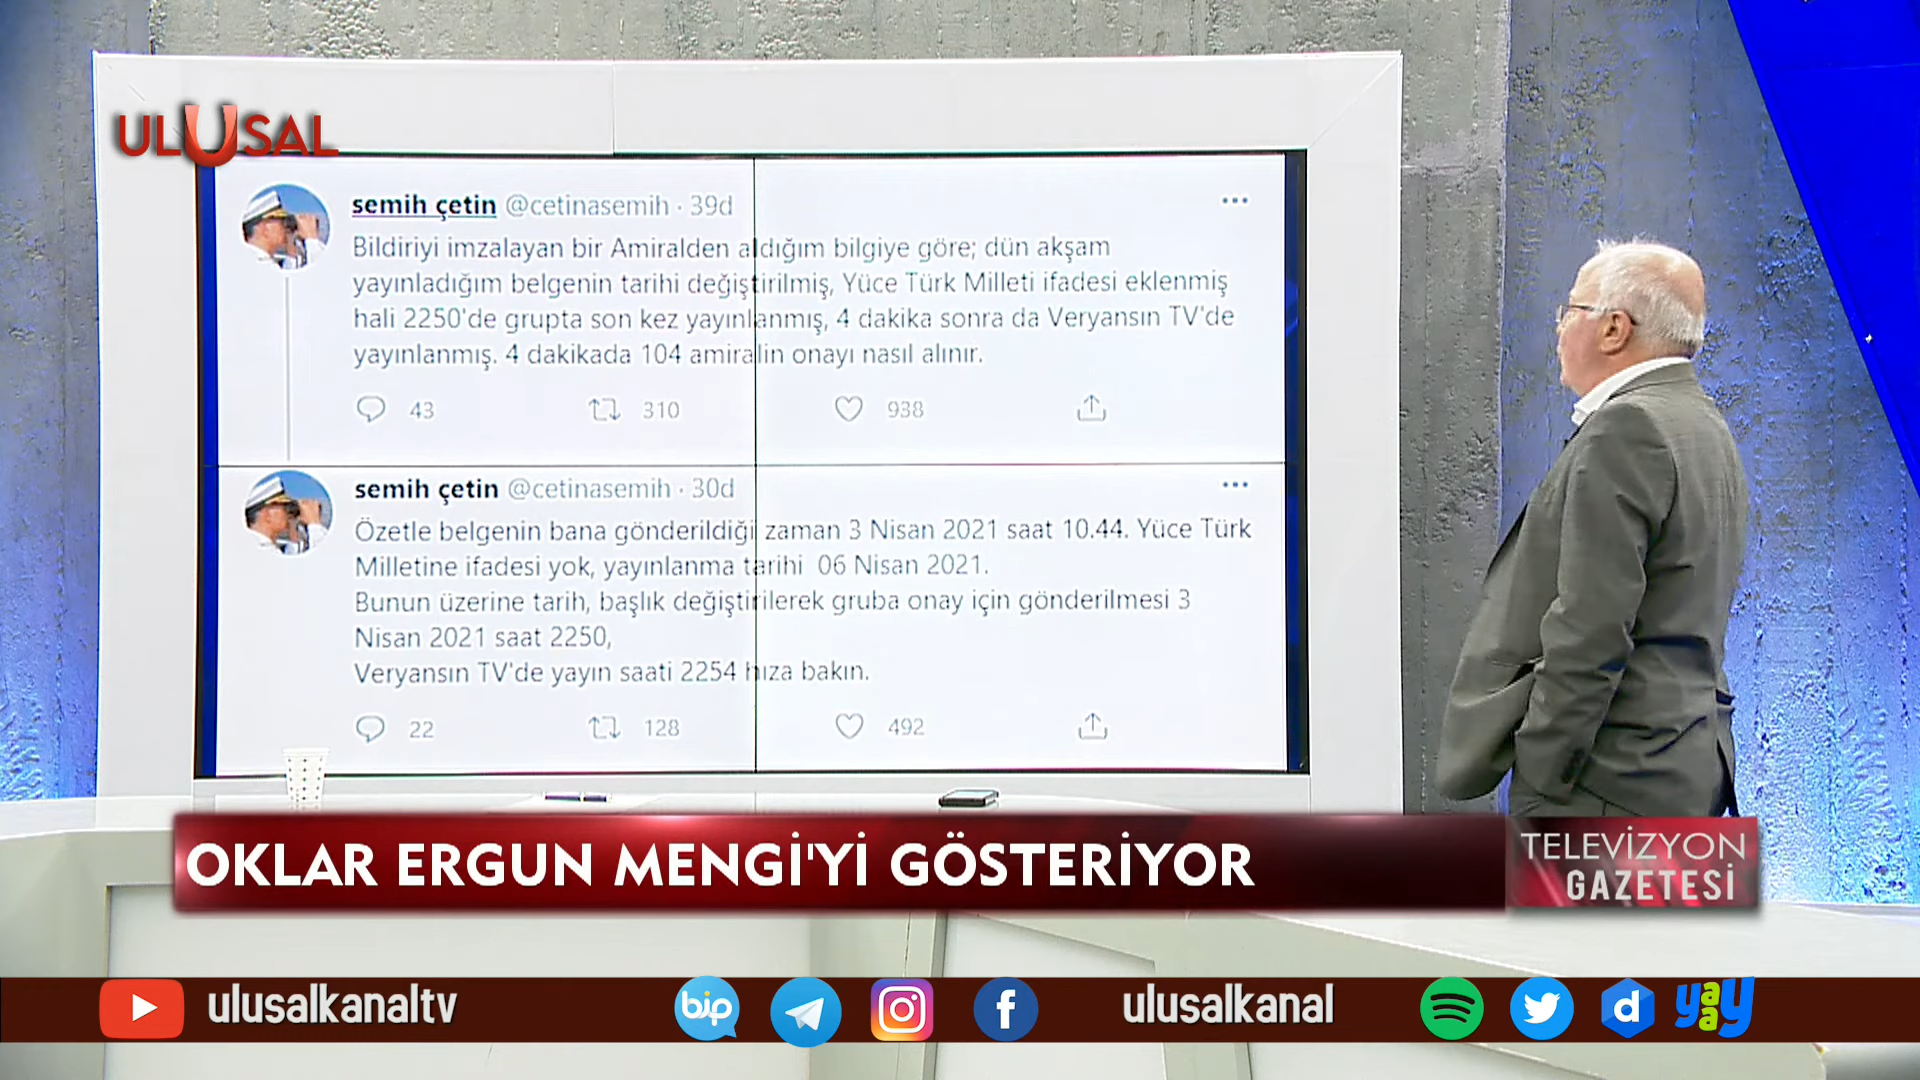 ULUSAL
semih çetin @cetinasemih · 39d
Bildiriyi imzalayan bir Amiralden aldığım bilgiye göre; dün akşam
yayınladığım belgenin tarihi değiştirilmiş, Yüce Türk Milleti ifadesi eklenmiş
hali 2250'de grupta son kez yayınlanmış, 4 dakika sonra da Veryansın TV'de
yayınlanmış. 4 dakikada 104 amiralin onayı nasıl alınır.
43 310 938
semih çetin @cetinasemih · 30d
Özetle belgenin bana gönderildiği zaman 3 Nisan 2021 saat 10.44. Yüce Türk
Milletine ifadesi yok, yayınlanma tarihi 06 Nisan 2021.
Bunun üzerine tarih, başlık değiştirilerek gruba onay için gönderilmesi 3
Nisan 2021 saat 2250,
Veryansın TV'de yayın saati 2254 hıza bakın.
22 128 492
OKLAR ERGUN MENGİ'Yİ GÖSTERİYOR
TELEVİZYON
GAZETESİ
ulusalkanaltv
bip
ulusalkanal
d
yaay